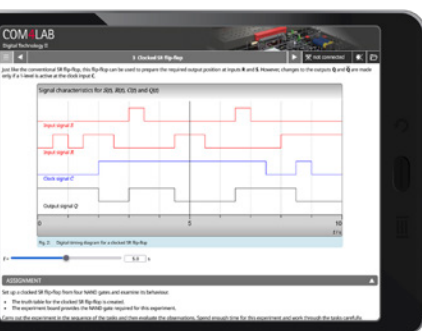 COM4LAB
Digital Technology II
3 Clocked SR flip-flop
not connected
Just like the conventional SR flip-flop, this flip-flop can be used to prepare the required output position at inputs R and S. However, changes to the outputs Q and Q̅ are made
only if a 1-level is active at the clock input C.
Signal characteristics for S(t), R(t), C(t) and Q(t)
Input signal S
Input signal R
Clock signal C
Output signal Q
0 5 10
t / s
Fig. 2: Digital timing diagram for a clocked SR flip-flop
t = 0.0 s
ASSIGNMENT
Set up a clocked SR flip-flop from four NAND gates and examine its behaviour.
• The truth table for the clocked SR flip-flop is created.
• The experiment board provides the NAND gate required for this experiment.
Carry out the experiment in the sequence of the tasks and then evaluate the observations. Spend enough time for this experiment and work through the tasks carefully.